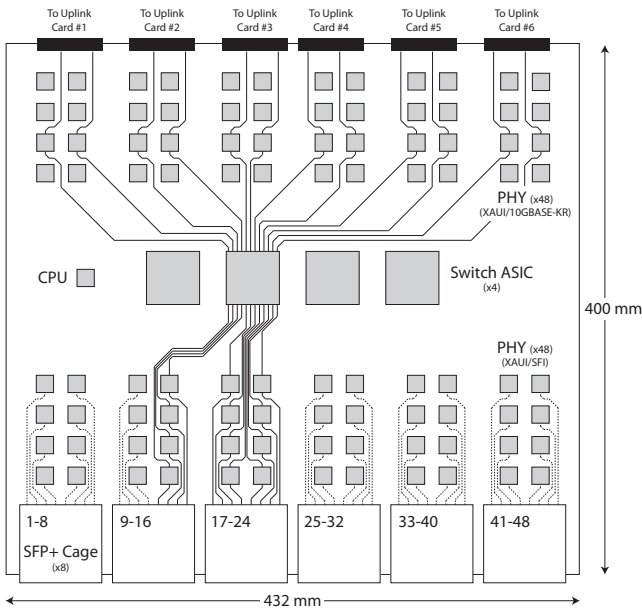 To Uplink
Card #1
To Uplink
Card #2
To Uplink
Card #3
To Uplink
Card #4
To Uplink
Card #5
To Uplink
Card #6
PHY (x48)
(XAUI/10GBASE-KR)
CPU
Switch ASIC
(x4)
400 mm
PHY (x48)
(XAUI/SFI)
1-8
9-16
17-24
25-32
33-40
41-48
SFP+ Cage
(x8)
432 mm